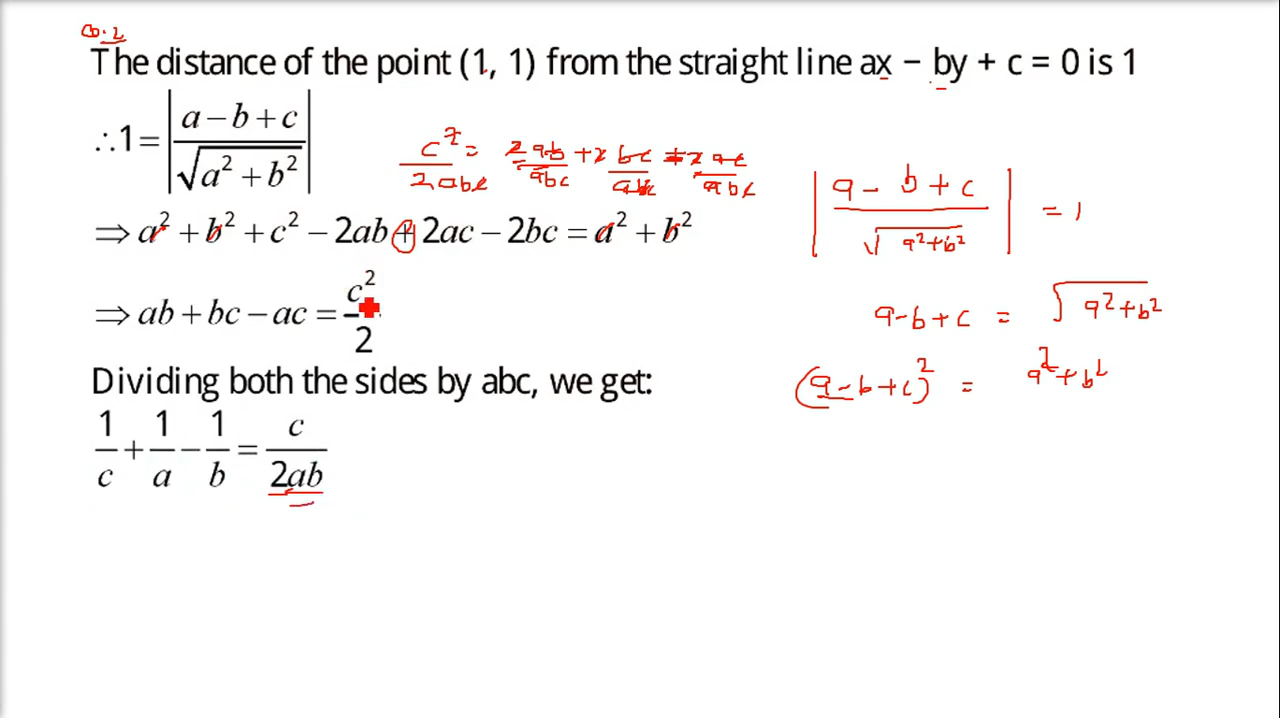 Q.2
The distance of the point (1, 1) from the straight line ax − by + c = 0 is 1
∴1 = |a − b + c / √a² + b²|
c² / 2abc = 2ab / abc + 2bc / abc + 2ac / abc
|a - b + c / √a²+b²| = 1
⇒ a² + b² + c² − 2ab + 2ac − 2bc = a² + b²
⇒ ab + bc − ac = c² / 2
a-b+c = √a²+b²
(a-b+c)² = a²+b²
Dividing both the sides by abc, we get:
1/c + 1/a − 1/b = c / 2ab